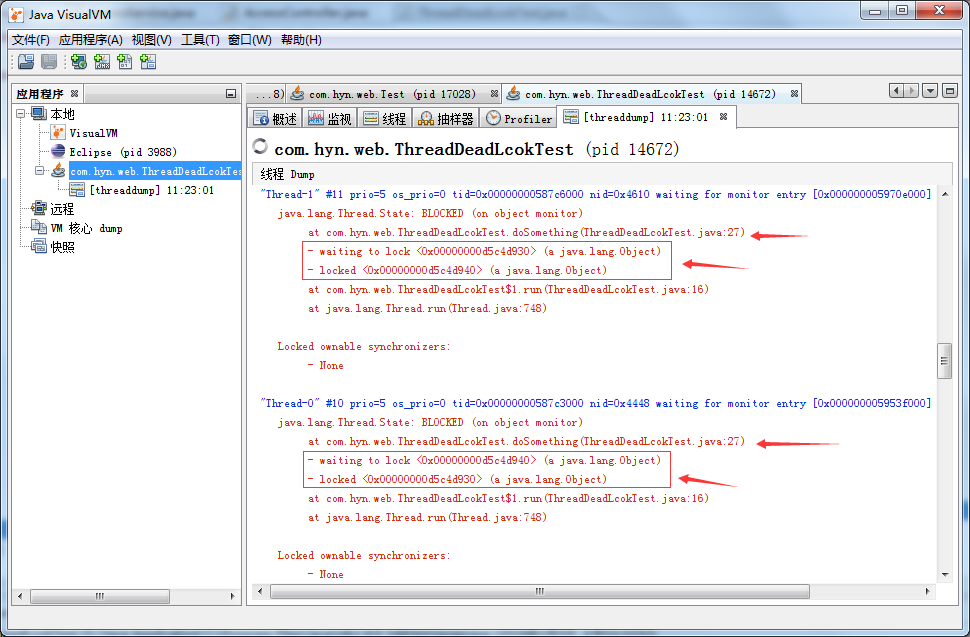 Java VisualVM
文件(F) 应用程序(A) 视图(V) 工具(T) 窗口(W) 帮助(H)
应用程序
本地
VisualVM
Eclipse (pid 3988)
com.hyn.web.ThreadDeadLcokTes
[threaddump] 11:23:01
远程
VM 核心 dump
快照
...8) com.hyn.web.Test (pid 17028) com.hyn.web.ThreadDeadLcokTest (pid 14672)
概述 监视 线程 抽样器 Profiler [threaddump] 11:23:01
com.hyn.web.ThreadDeadLcokTest (pid 14672)
线程 Dump
"Thread-1" #11 prio=5 os_prio=0 tid=0x00000000587c6000 nid=0x4610 waiting for monitor entry [0x000000005970e000]
java.lang.Thread.State: BLOCKED (on object monitor)
at com.hyn.web.ThreadDeadLcokTest.doSomething(ThreadDeadLcokTest.java:27)
- waiting to lock <0x00000000d5c4d930> (a java.lang.Object)
- locked <0x00000000d5c4d940> (a java.lang.Object)
at com.hyn.web.ThreadDeadLcokTest$1.run(ThreadDeadLcokTest.java:16)
at java.lang.Thread.run(Thread.java:748)
Locked ownable synchronizers:
- None
"Thread-0" #10 prio=5 os_prio=0 tid=0x00000000587c3000 nid=0x4448 waiting for monitor entry [0x000000005953f000]
java.lang.Thread.State: BLOCKED (on object monitor)
at com.hyn.web.ThreadDeadLcokTest.doSomething(ThreadDeadLcokTest.java:27)
- waiting to lock <0x00000000d5c4d940> (a java.lang.Object)
- locked <0x00000000d5c4d930> (a java.lang.Object)
at com.hyn.web.ThreadDeadLcokTest$1.run(ThreadDeadLcokTest.java:16)
at java.lang.Thread.run(Thread.java:748)
Locked ownable synchronizers:
- None